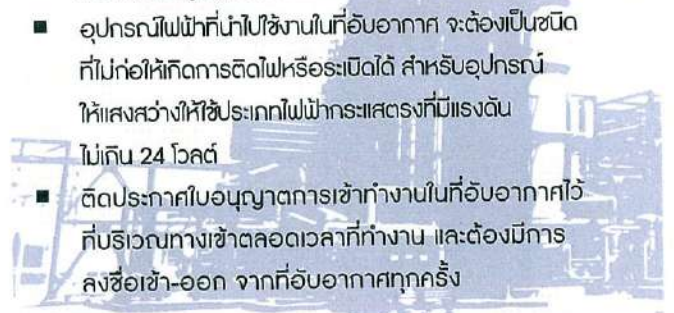 ■ อุปกรณ์ไฟฟ้าที่นำไปใช้งานในที่อับอากาศ จะต้องเป็นชนิด
ที่ไม่ก่อให้เกิดการติดไฟหรือระเบิดได้ สำหรับอุปกรณ์
ให้แสงสว่างให้ใช้ประเภทไฟฟ้ากระแสตรงที่มีแรงดัน
ไม่เกิน 24 โวลต์
■ ติดประกาศใบอนุญาตการเข้าทำงานในที่อับอากาศไว้
ที่บริเวณทางเข้าตลอดเวลาที่ทำงาน และต้องมีการ
ลงชื่อเข้า-ออก จากที่อับอากาศทุกครั้ง